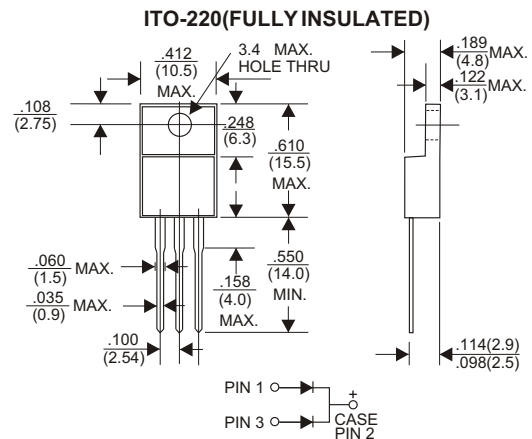 ITO-220(FULLY INSULATED)
.412
(10.5)
MAX.
3.4 MAX.
HOLE THRU
.189
(4.8) MAX.
.122
(3.1) MAX.
.108
(2.75)
.248
(6.3)
.610
(15.5)
MAX.
.060
(1.5) MAX.
.035
(0.9) MAX.
.158
(4.0)
MAX.
.550
(14.0)
MIN.
.100
(2.54)
.114(2.9)
.098(2.5)
PIN 1
+
PIN 3
CASE
PIN 2